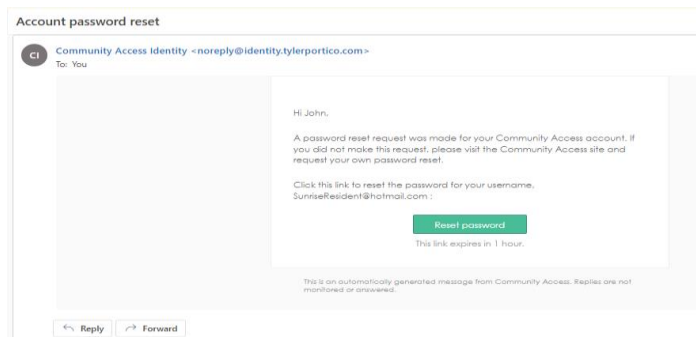 Account password reset
CI
Community Access Identity <noreply@identity.tylerportico.com>
To: You
Hi John,
A password reset request was made for your Community Access account. If
you did not make this request, please visit the Community Access site and
request your own password reset.
Click this link to reset the password for your username,
SunriseResident@hotmail.com :
Reset password
This link expires in 1 hour.
This is an automatically generated message from Community Access. Replies are not
monitored or answered.
Reply
Forward